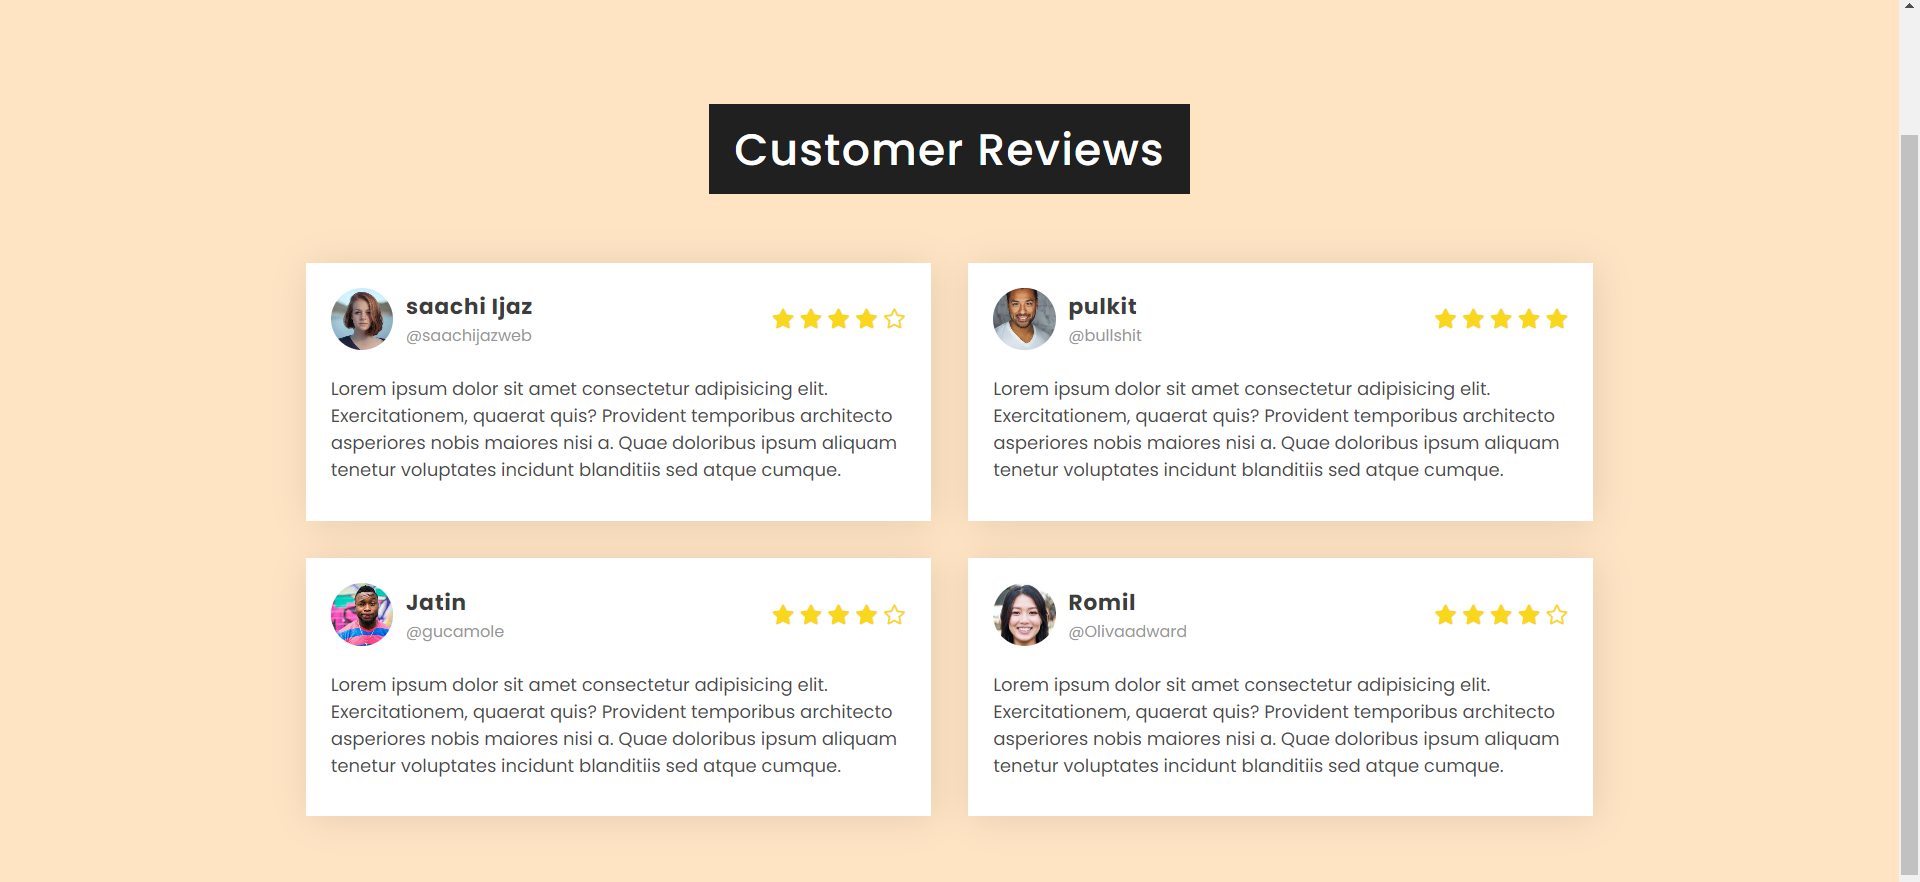 Customer Reviews
saachi Ijaz
@saachijazweb
Lorem ipsum dolor sit amet consectetur adipisicing elit.
Exercitationem, quaerat quis? Provident temporibus architecto
asperiores nobis maiores nisi a. Quae doloribus ipsum aliquam
tenetur voluptates incidunt blanditiis sed atque cumque.
pulkit
@bullshit
Lorem ipsum dolor sit amet consectetur adipisicing elit.
Exercitationem, quaerat quis? Provident temporibus architecto
asperiores nobis maiores nisi a. Quae doloribus ipsum aliquam
tenetur voluptates incidunt blanditiis sed atque cumque.
Jatin
@gucamole
Lorem ipsum dolor sit amet consectetur adipisicing elit.
Exercitationem, quaerat quis? Provident temporibus architecto
asperiores nobis maiores nisi a. Quae doloribus ipsum aliquam
tenetur voluptates incidunt blanditiis sed atque cumque.
Romil
@Olivaadward
Lorem ipsum dolor sit amet consectetur adipisicing elit.
Exercitationem, quaerat quis? Provident temporibus architecto
asperiores nobis maiores nisi a. Quae doloribus ipsum aliquam
tenetur voluptates incidunt blanditiis sed atque cumque.